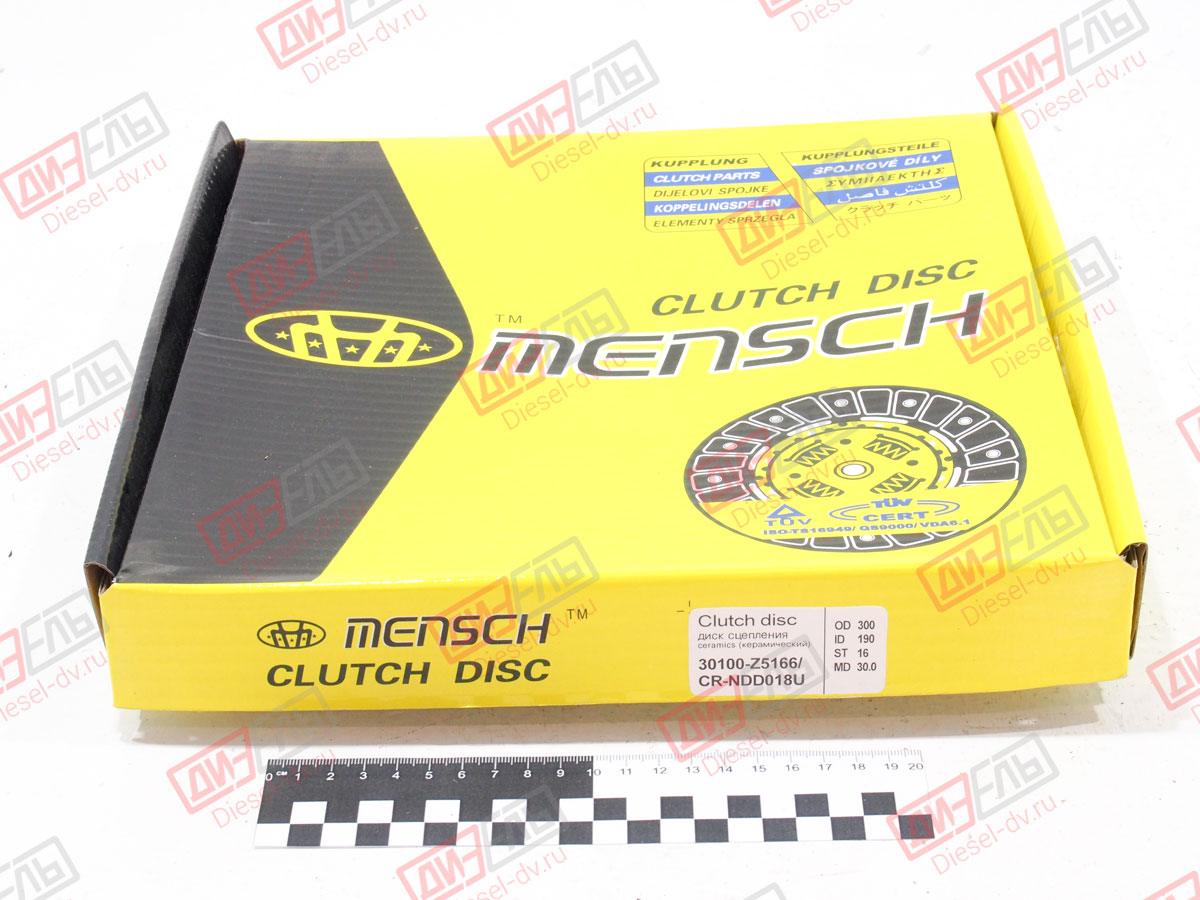 KUPPLUNG
CLUTCH PARTS
DIJELOVI SPOJKE
KOPPELINGSDELEN
ELEMENTY SPRZEGLA
KUPPLUNGSTEILE
SPOJKOVÉ DÍLY
ΣΥΜΠΛΕΚΤΗΣ
كلتش فاصل
クラッチ パーツ
CLUTCH DISC
TM
MENSCH
TÜV
TÜV
CERT
ISO-TS16949/ QS9000/ VDA6.1
MENSCH TM
CLUTCH DISC
Clutch disc
диск сцепления
ceramics (керамический)
30100-Z5166/
CR-NDD018U
OD 300
ID 190
ST 16
MD 30.0
0 см 1 2 3 4 5 6 7 8 9 10 11 12 13 14 15 16 17 18 19 20
ДИЗЕЛЬ
Diesel-dv.ru